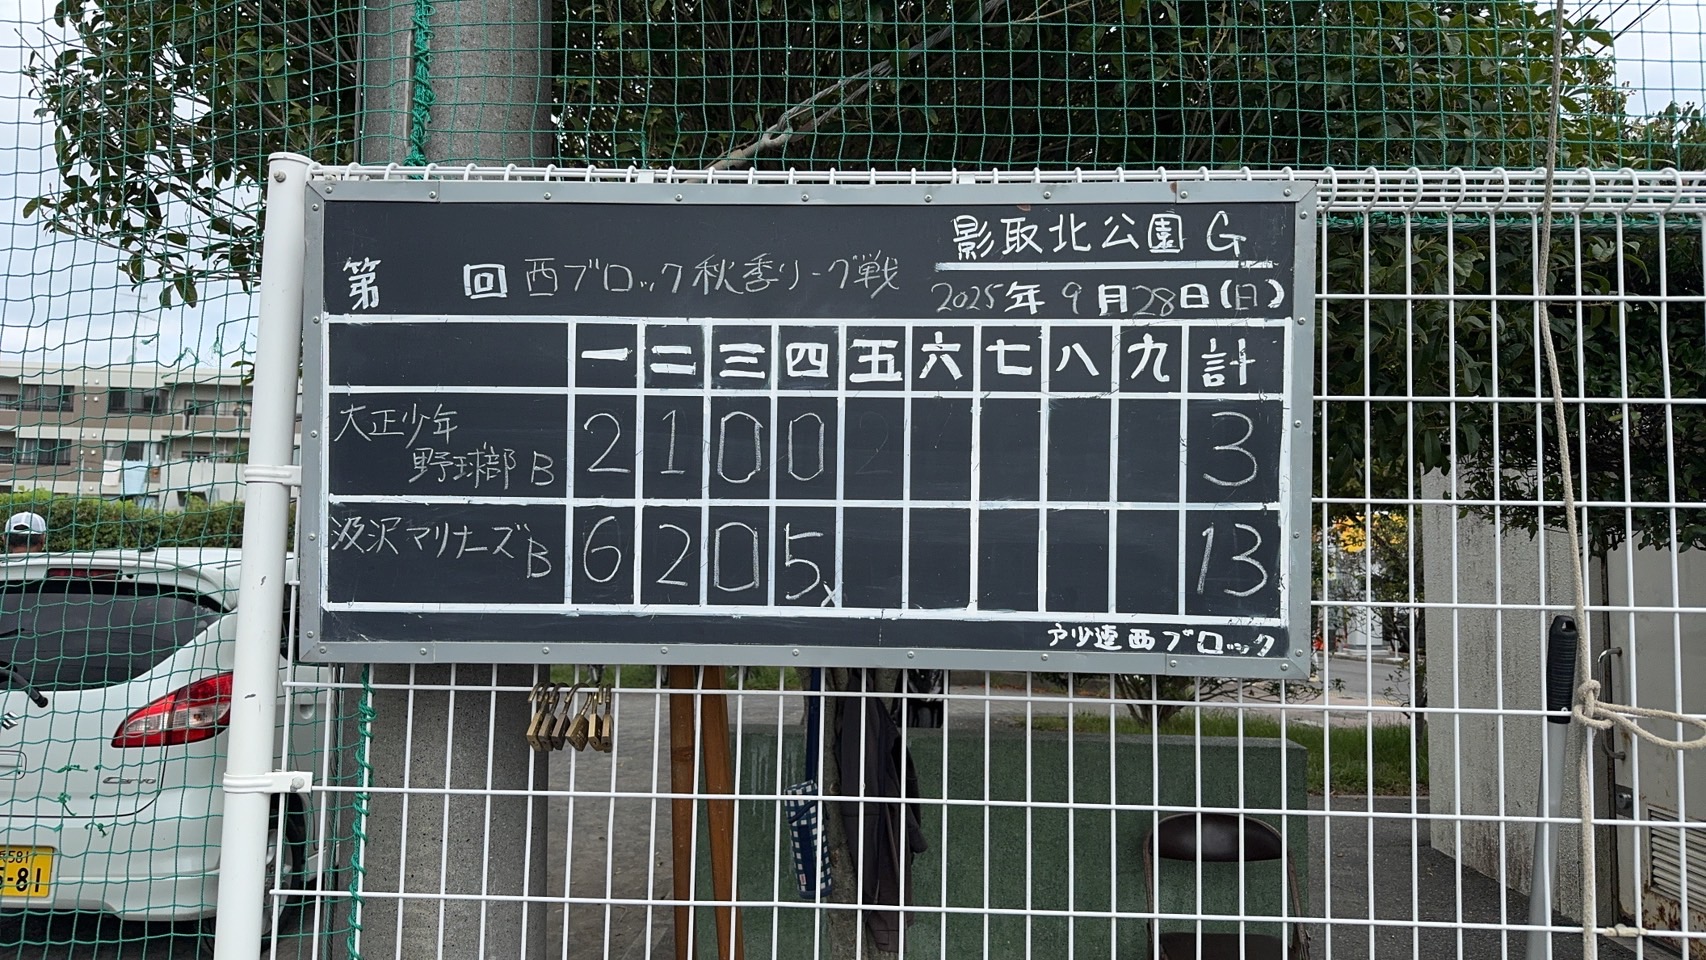 影取北公園 G
第 回 西ブロック秋季リーグ戦
2025年 9月28日(日)
一 二 三 四 五 六 七 八 九 計
大正少年
野球部 B 2 1 0 0 3
汲沢マリナーズB 6 2 0 5x 13
戸少連西ブロック
581
-81